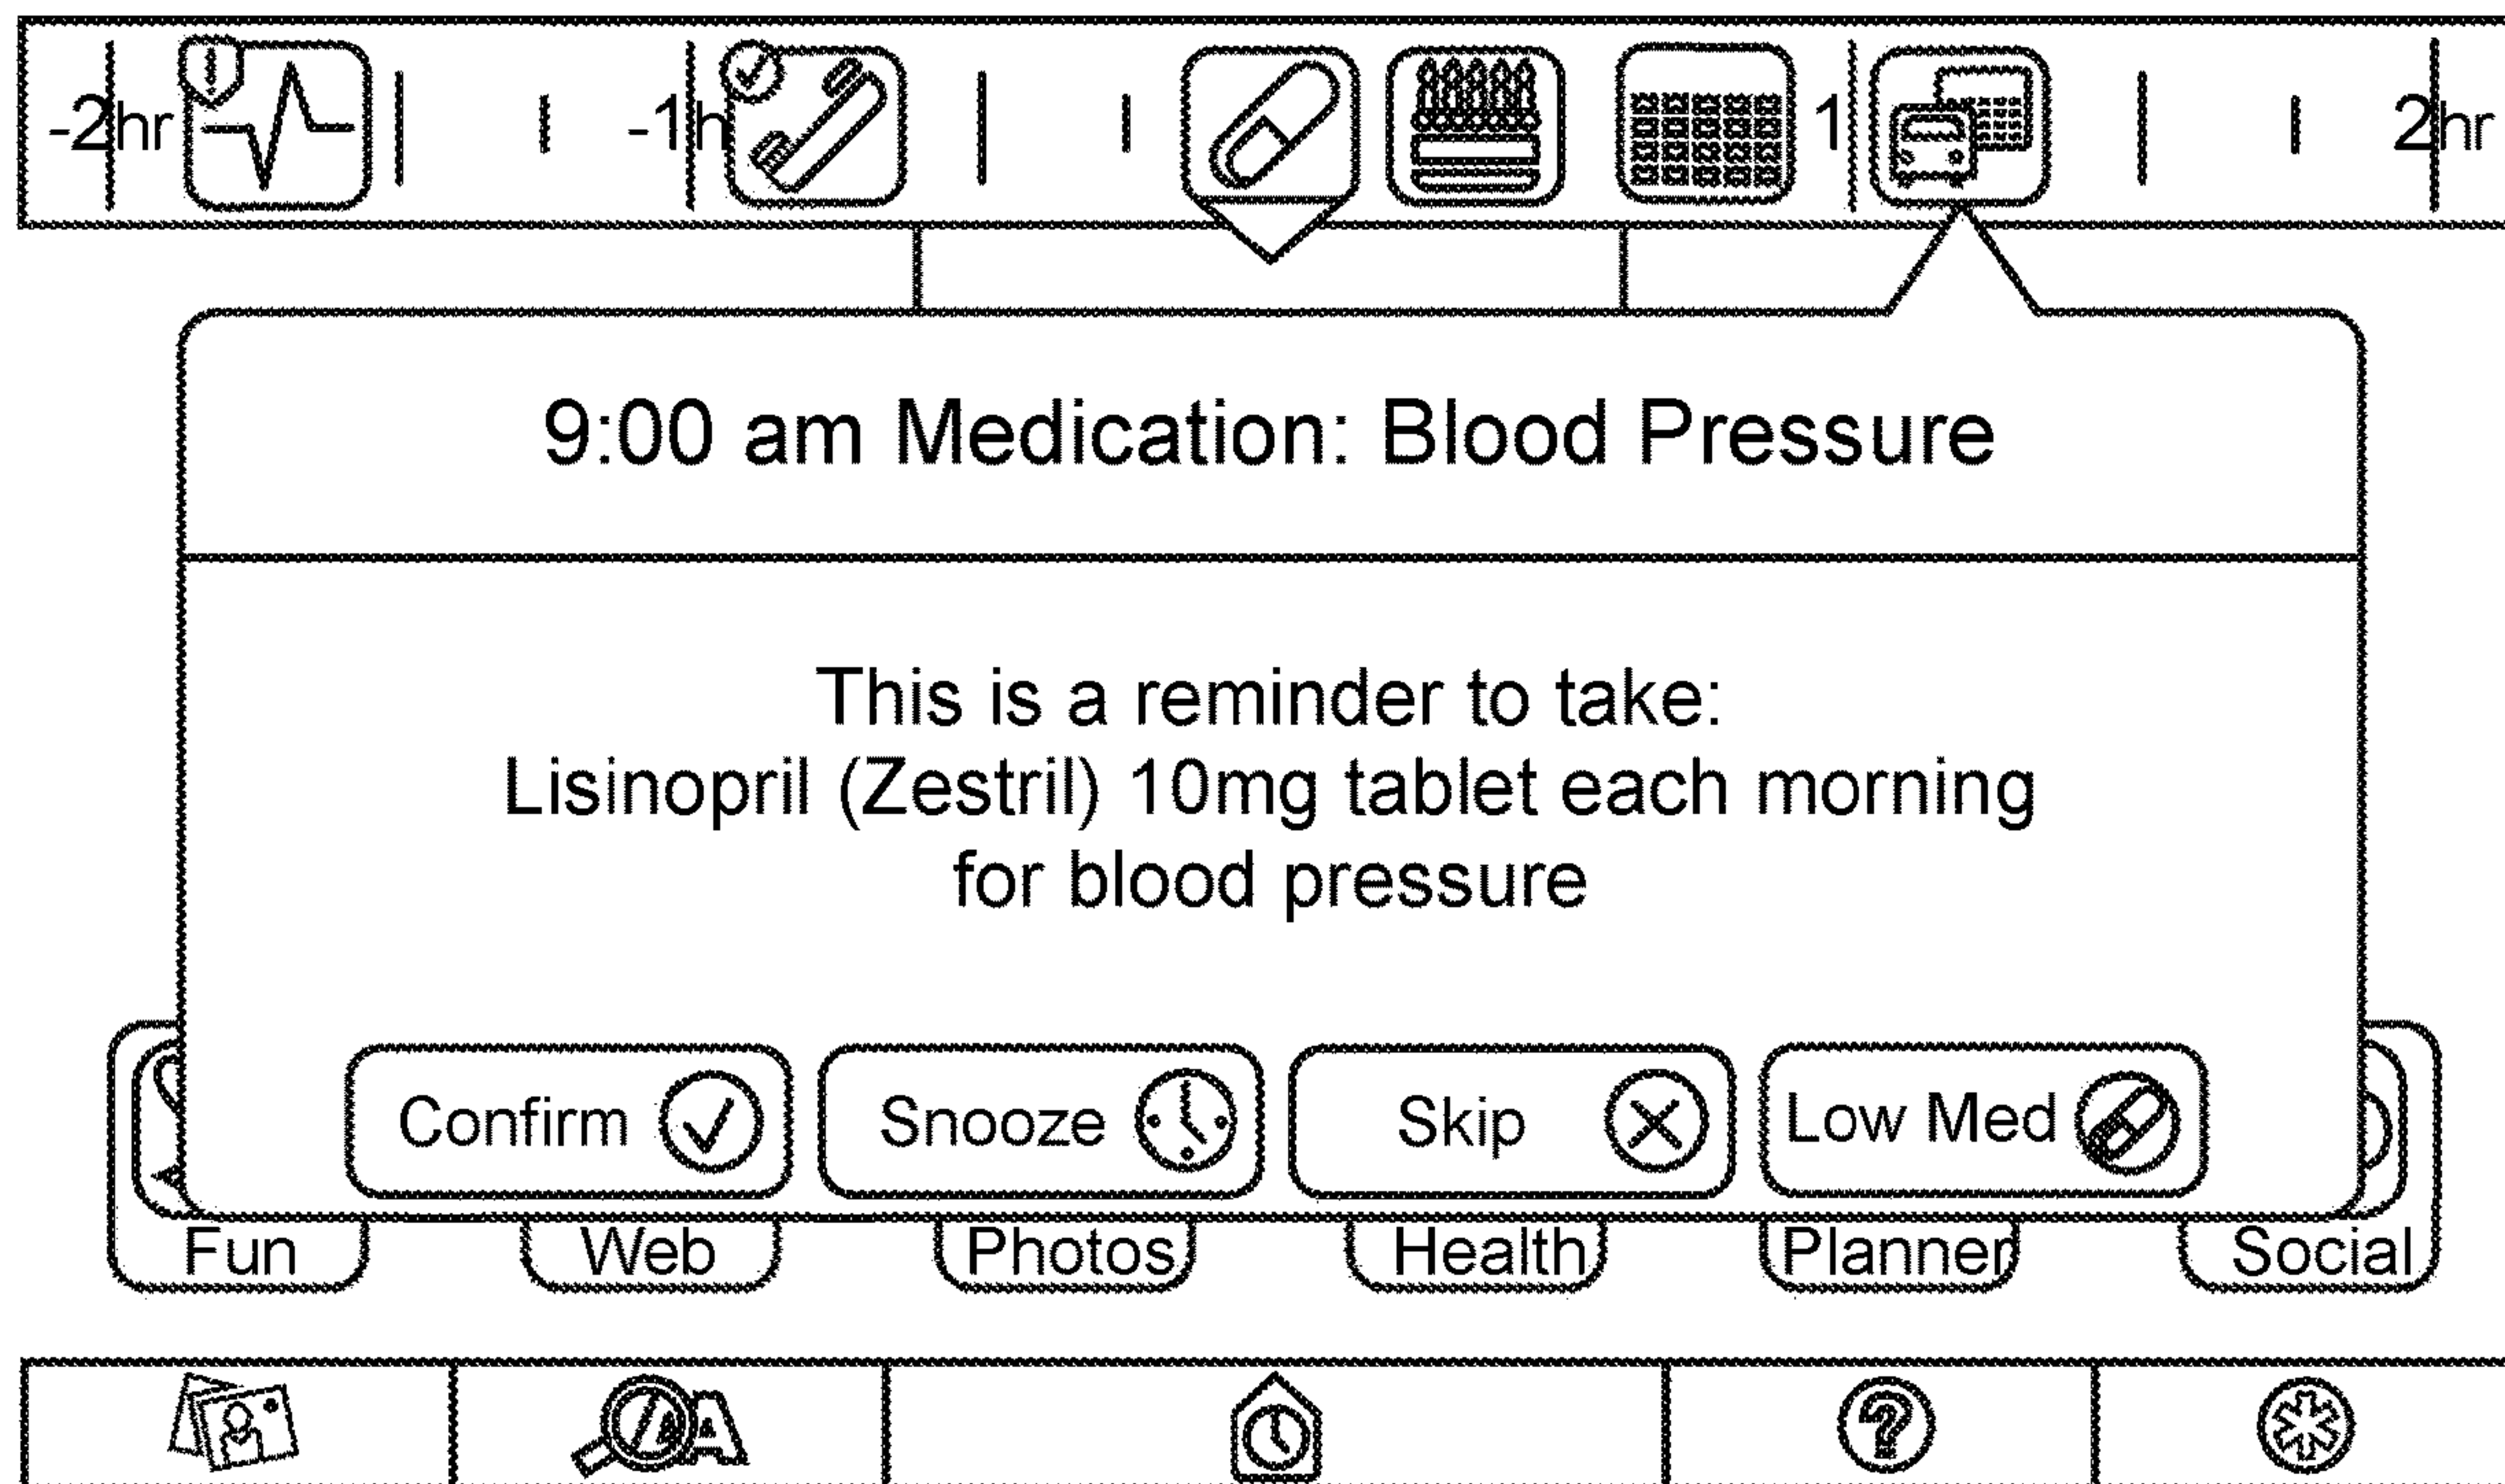 -2hr
-1h
1
2hr
9:00 am Medication: Blood Pressure
This is a reminder to take:
Lisinopril (Zestril) 10mg tablet each morning
for blood pressure
Confirm
Snooze
Skip
Low Med
Fun
Web
Photos
Health
Planner
Social
A
?